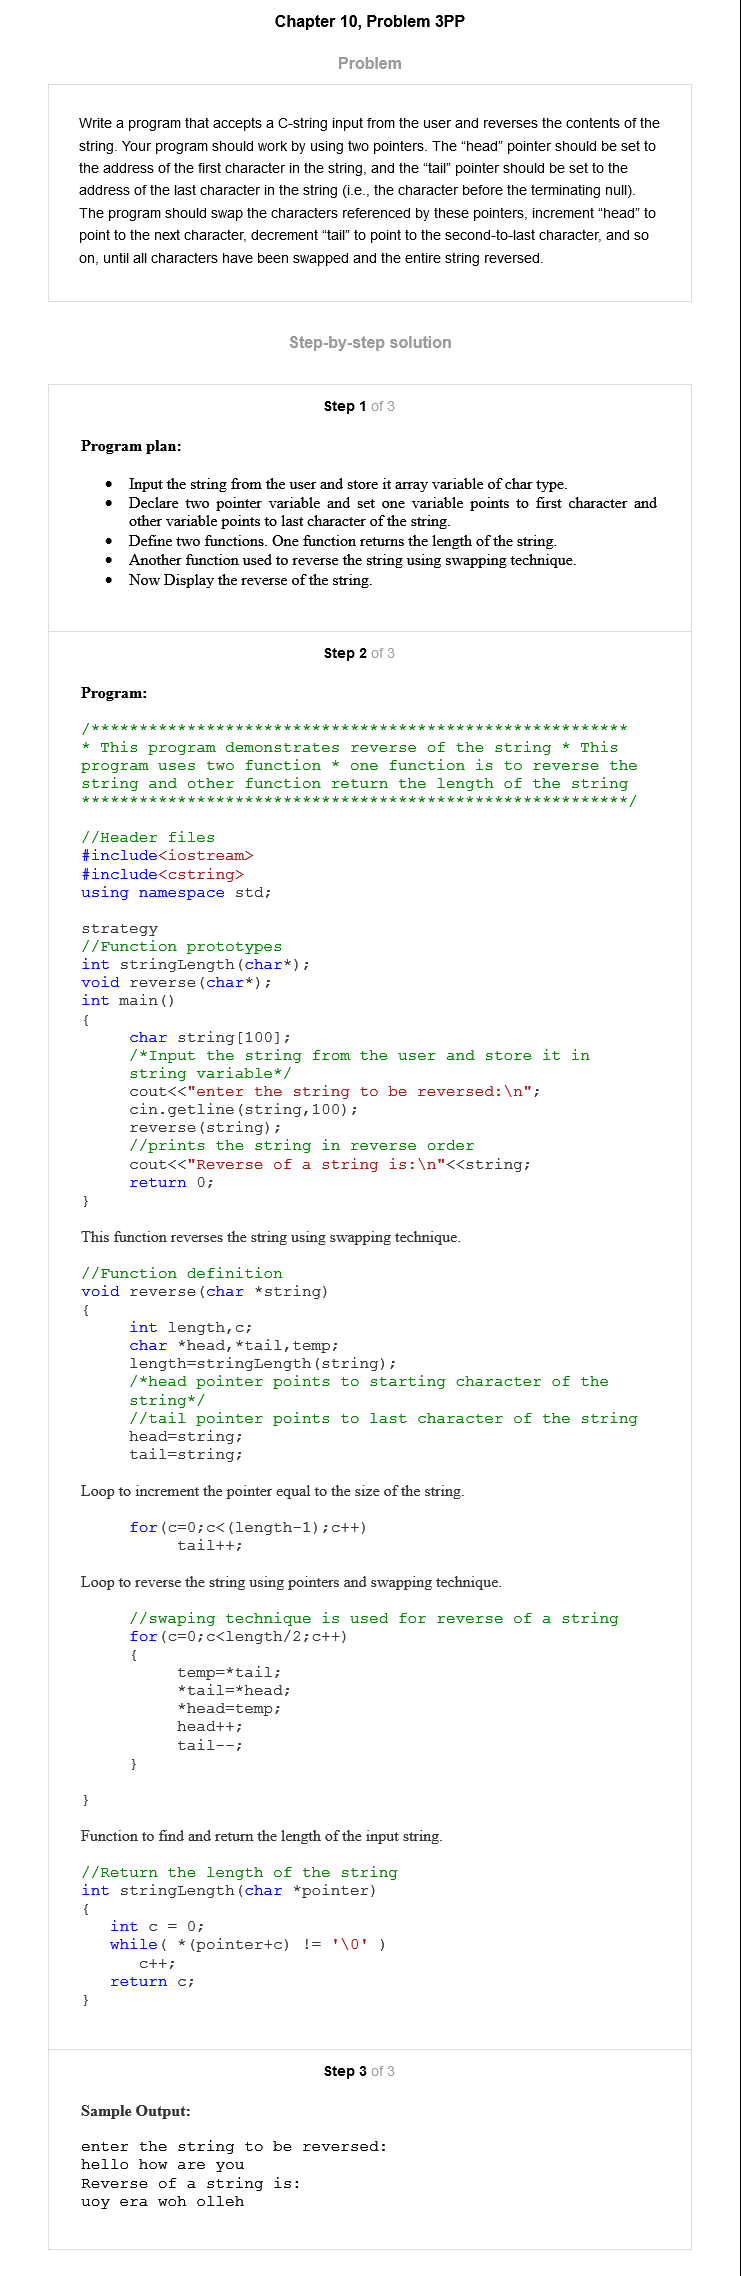 Chapter 10, Problem 3PP
Problem
Write a program that accepts a C-string input from the user and reverses the contents of the
string. Your program should work by using two pointers. The “head” pointer should be set to
the address of the first character in the string, and the “tail” pointer should be set to the
address of the last character in the string (i.e., the character before the terminating null).
The program should swap the characters referenced by these pointers, increment “head” to
point to the next character, decrement “tail” to point to the second-to-last character, and so
on, until all characters have been swapped and the entire string reversed.
Step-by-step solution
Step 1 of 3
Program plan:
• Input the string from the user and store it array variable of char type.
• Declare two pointer variable and set one variable points to first character and
other variable points to last character of the string.
• Define two functions. One function returns the length of the string.
• Another function used to reverse the string using swapping technique.
• Now Display the reverse of the string.
Step 2 of 3
Program:
/********************************************************
* This program demonstrates reverse of the string * This
program uses two function * one function is to reverse the
string and other function return the length of the string
*********************************************************/
//Header files
#include<iostream>
#include<cstring>
using namespace std;
strategy
//Function prototypes
int stringLength(char*);
void reverse(char*);
int main()
{
char string[100];
/*Input the string from the user and store it in
string variable*/
cout<<"enter the string to be reversed:\n";
cin.getline(string,100);
reverse(string);
//prints the string in reverse order
cout<<"Reverse of a string is:\n"<<string;
return 0;
}
This function reverses the string using swapping technique.
//Function definition
void reverse(char *string)
{
int length,c;
char *head,*tail,temp;
length=stringLength(string);
/*head pointer points to starting character of the
string*/
//tail pointer points to last character of the string
head=string;
tail=string;
Loop to increment the pointer equal to the size of the string.
for(c=0;c<(length-1);c++)
tail++;
Loop to reverse the string using pointers and swapping technique.
//swaping technique is used for reverse of a string
for(c=0;c<length/2;c++)
{
temp=*tail;
*tail=*head;
*head=temp;
head++;
tail--;
}
}
Function to find and return the length of the input string.
//Return the length of the string
int stringLength(char *pointer)
{
int c = 0;
while( *(pointer+c) != '\0' )
c++;
return c;
}
Step 3 of 3
Sample Output:
enter the string to be reversed:
hello how are you
Reverse of a string is:
uoy era woh olleh